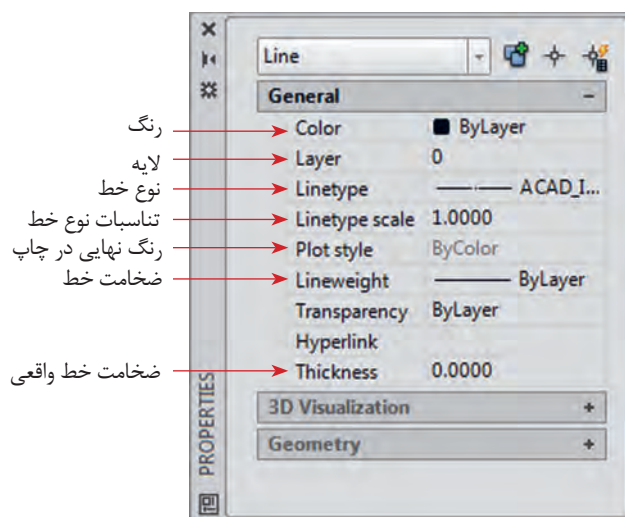 Line
General
رنگ Color ByLayer
لایه Layer 0
نوع خط Linetype ACAD_I...
تناسبات نوع خط Linetype scale 1.0000
رنگ نهایی در چاپ Plot style ByColor
ضخامت خط Lineweight ByLayer
Transparency ByLayer
Hyperlink
ضخامت خط واقعی Thickness 0.0000
3D Visualization
Geometry
PROPERTIES